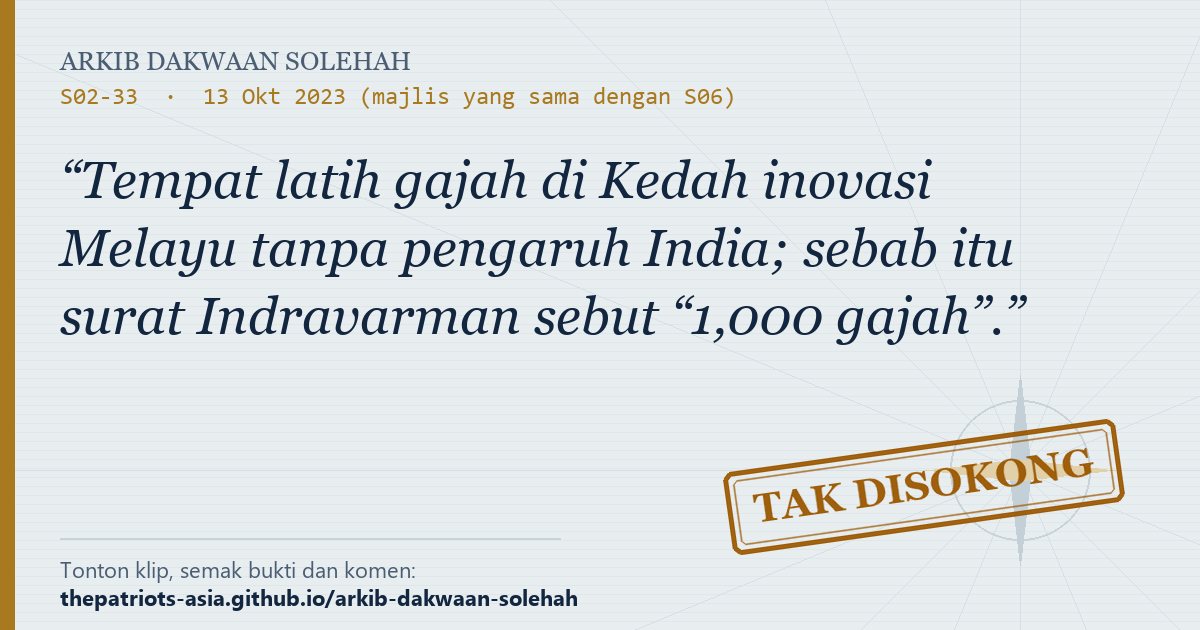 ARKIB DAKWAAN SOLEHAH
S02-33 · 13 Okt 2023 (majlis yang sama dengan S06)
“Tempat latih gajah di Kedah inovasi
Melayu tanpa pengaruh India; sebab itu
surat Indravarman sebut “1,000 gajah”.”
TAK DISOKONG
Tonton klip, semak bukti dan komen:
thepatriots-asia.github.io/arkib-dakwaan-solehah